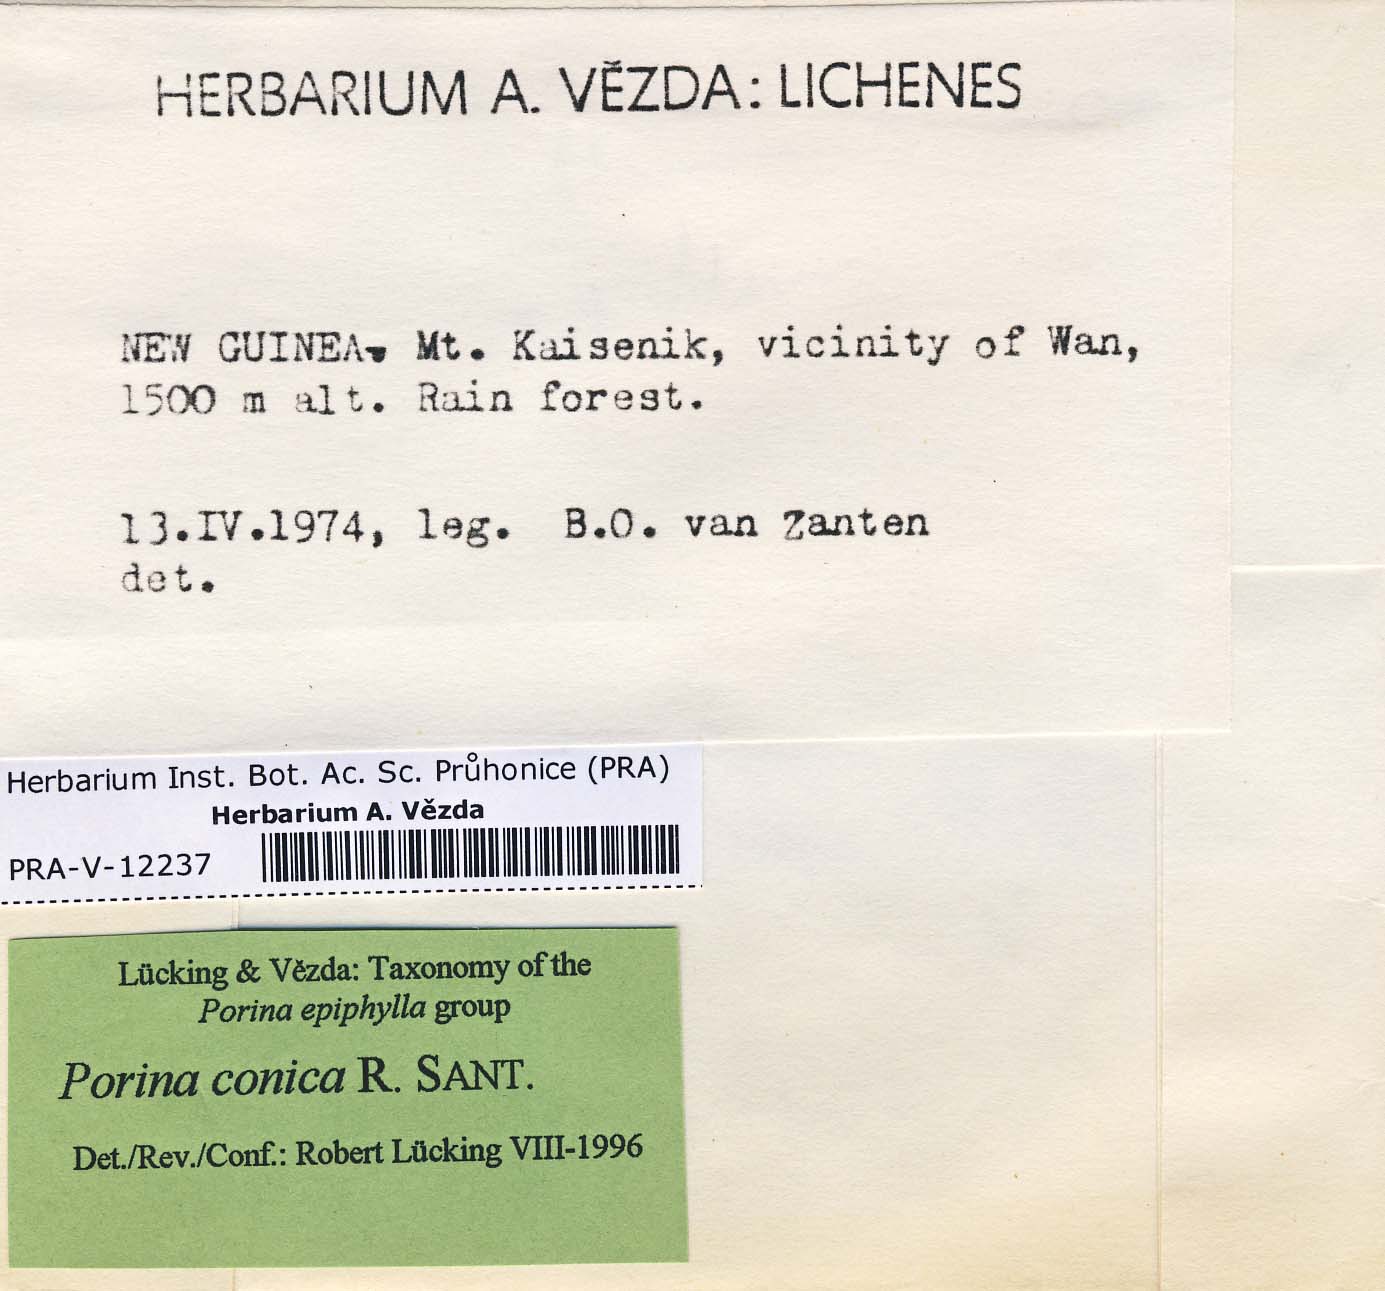 HERBARIUM A. VĚZDA: LICHENES
NEW GUINEA, Mt. Kaisenik, vicinity of Wan,
1500 m alt. Rain forest.
13.IV.1974, leg. B.O. van Zanten
det.
Herbarium Inst. Bot. Ac. Sc. Průhonice (PRA)
Herbarium A. Vězda
PRA-V-12237
Lücking & Vězda: Taxonomy of the
Porina epiphylla group
Porina conica R. SANT.
Det./Rev./Conf.: Robert Lücking VIII-1996